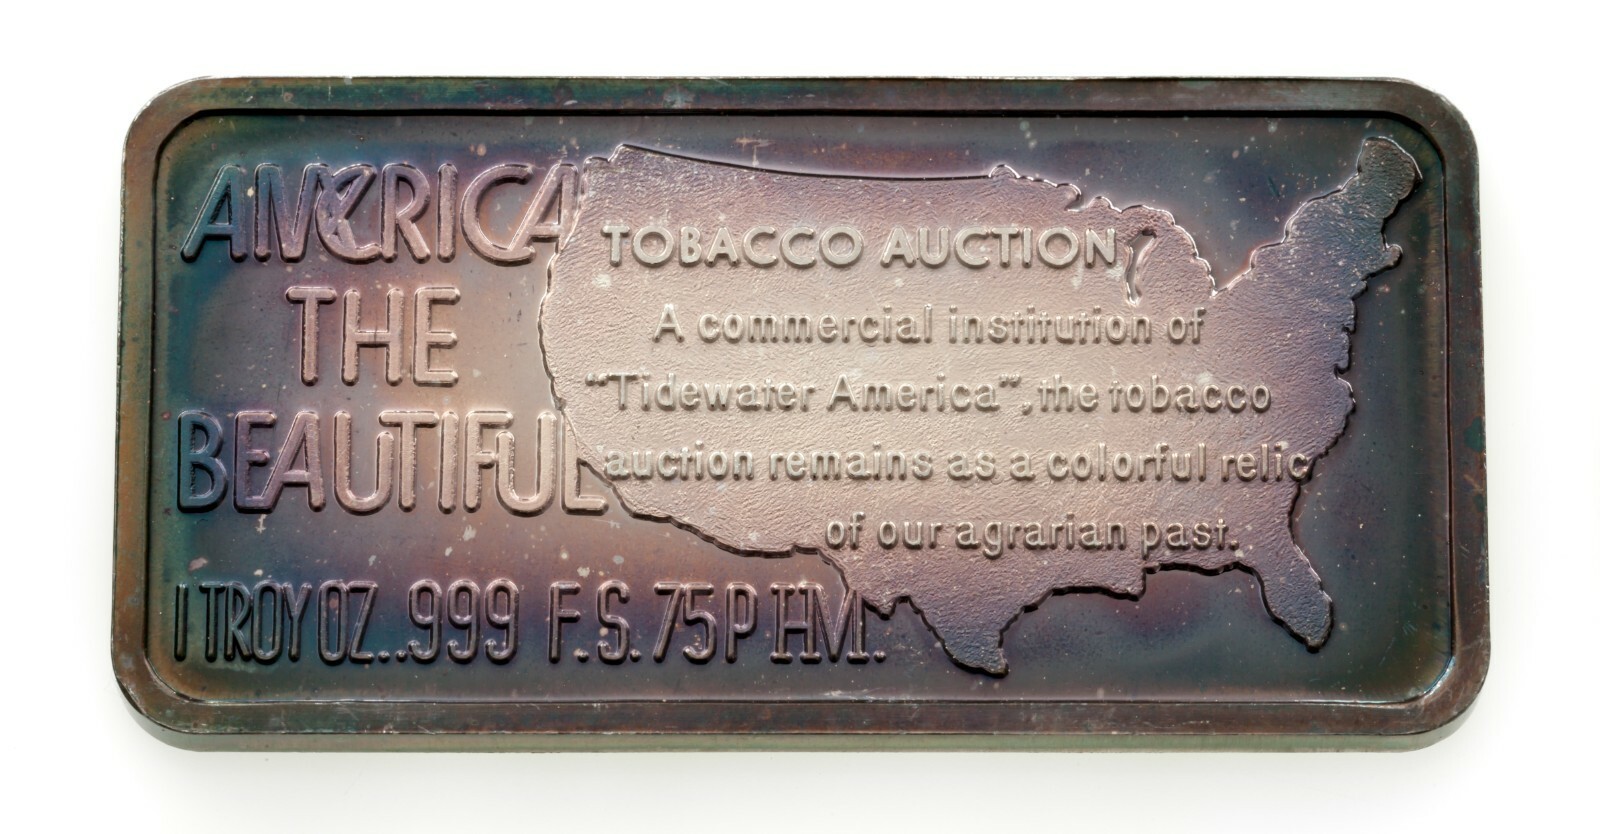 AMERICA
THE
BEAUTIFUL
TOBACCO AUCTION
A commercial institution of
"Tidewater America", the tobacco
auction remains as a colorful relic
of our agrarian past.
1 TROY OZ..999 F.S. 75P HM.